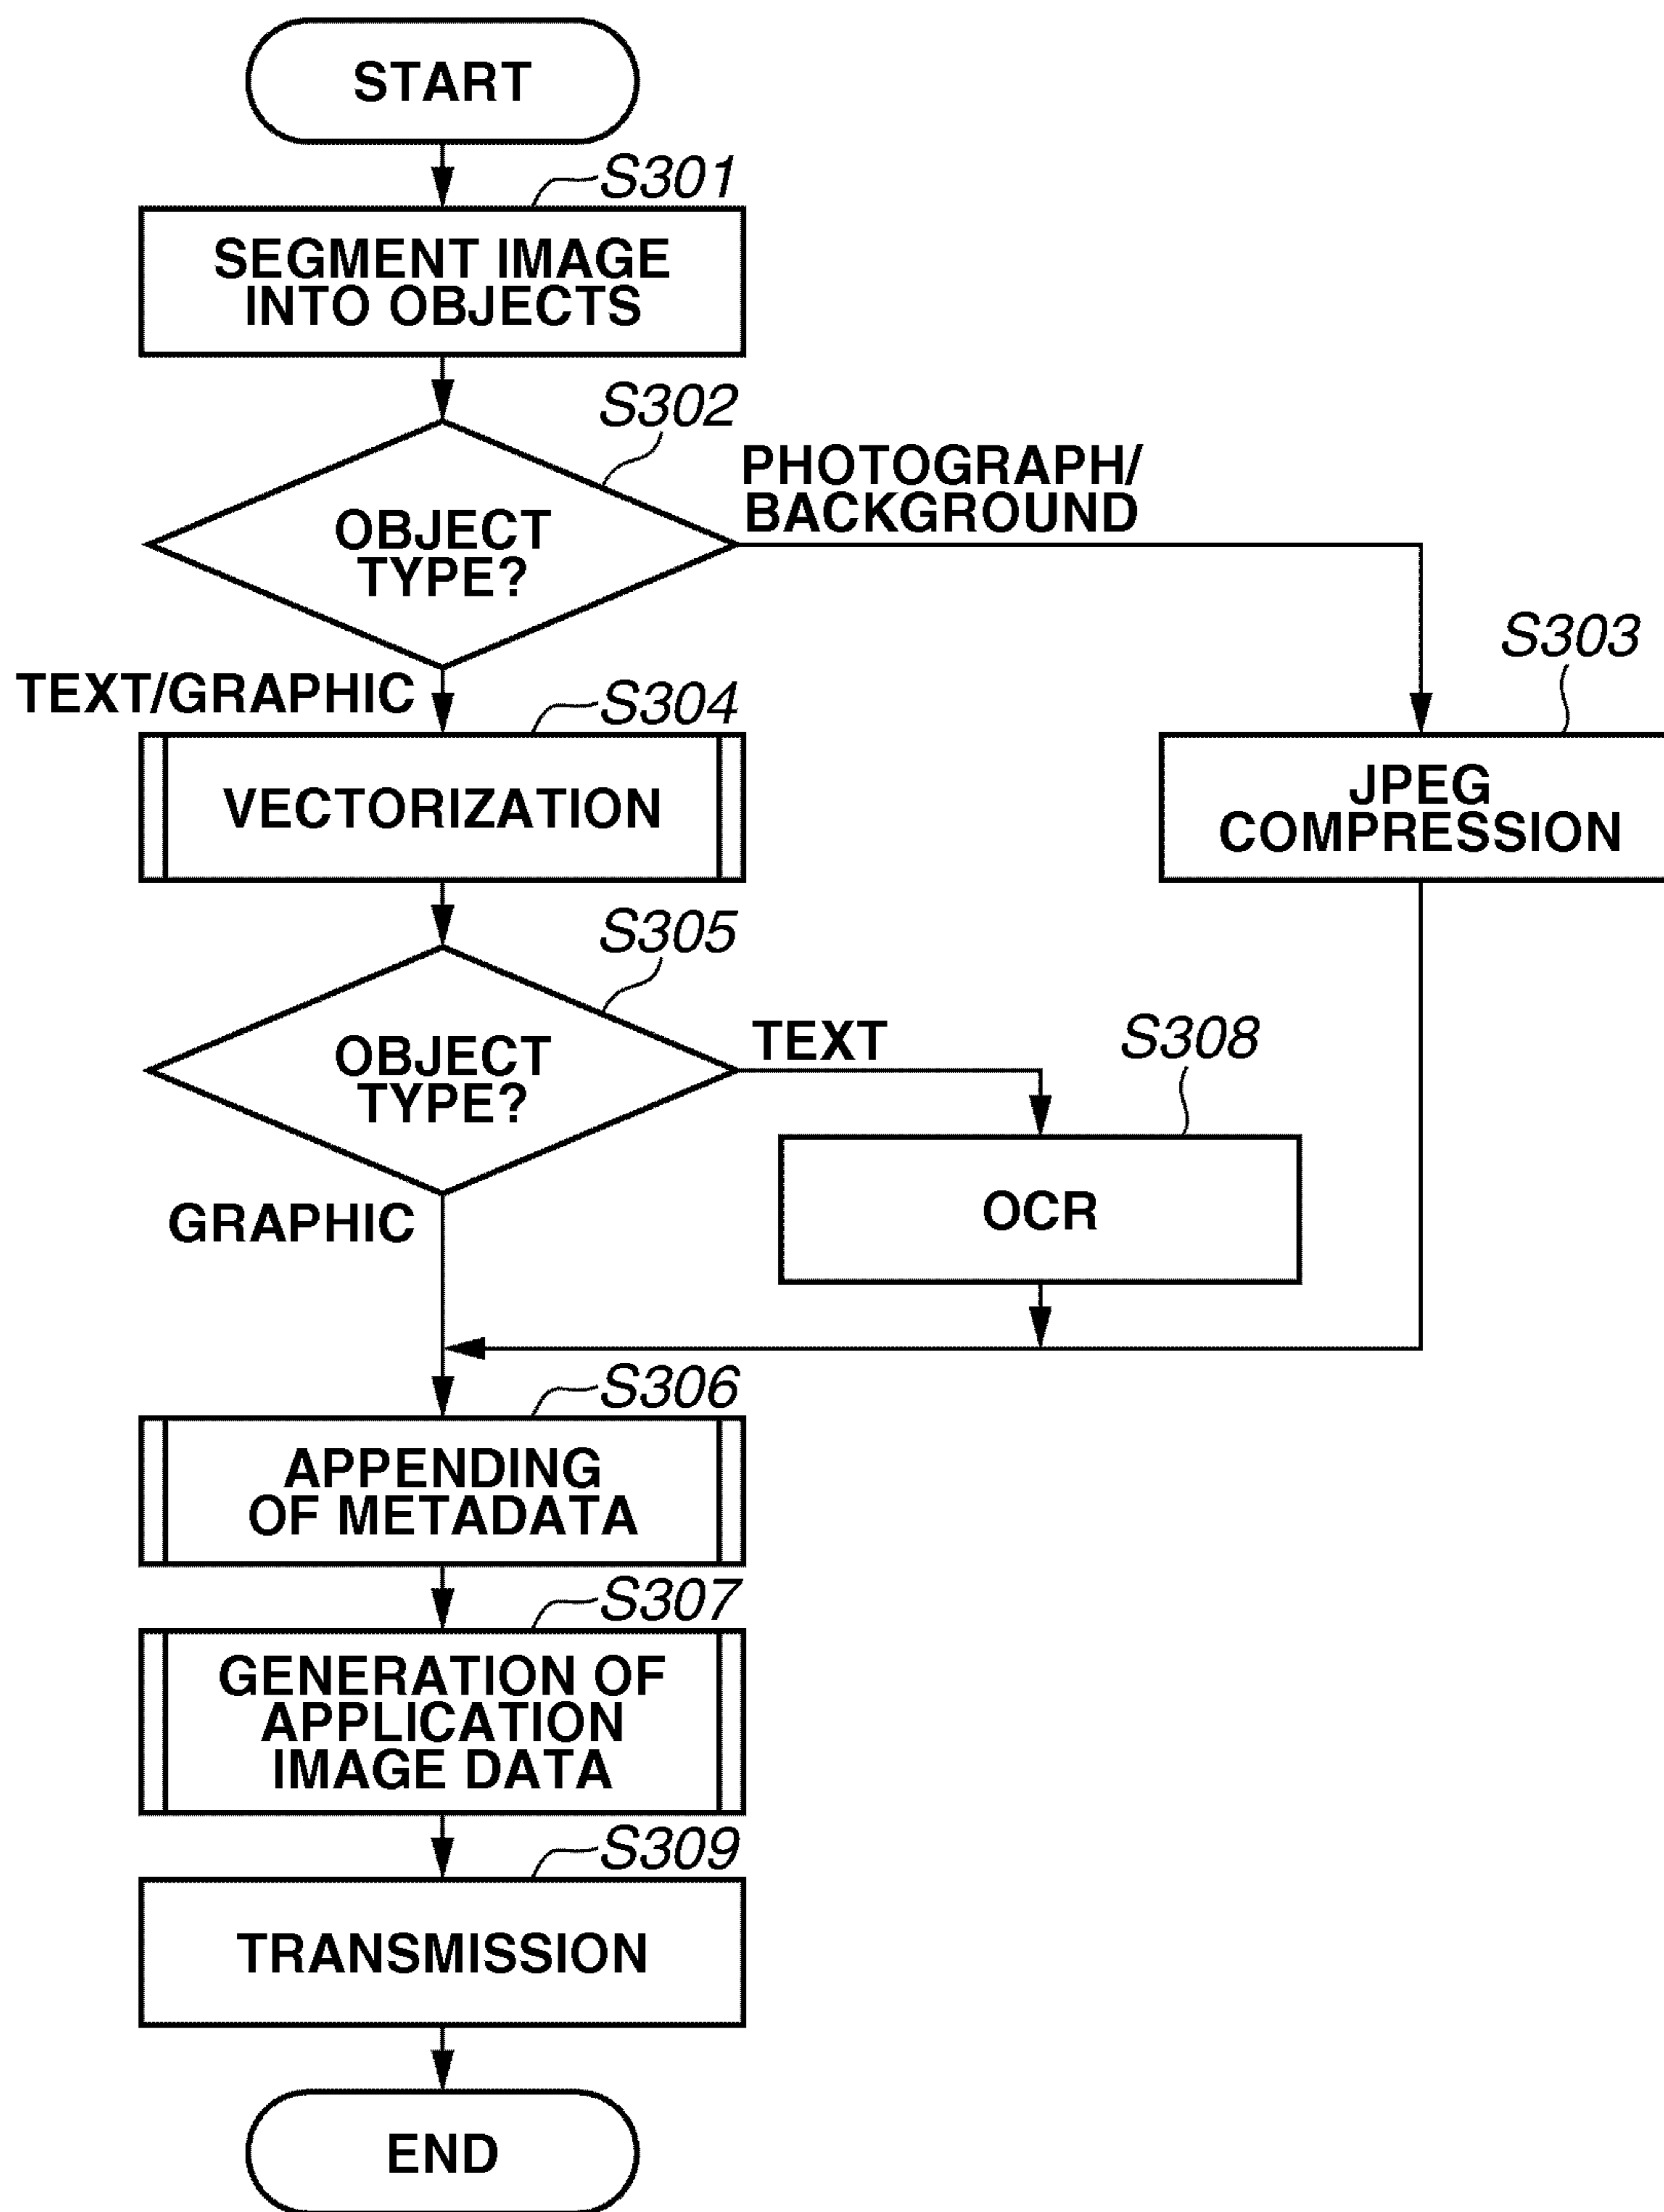 START
S301
SEGMENT IMAGE
INTO OBJECTS
S302
OBJECT
TYPE?
PHOTOGRAPH/
BACKGROUND
TEXT/GRAPHIC
S303
JPEG
COMPRESSION
S304
VECTORIZATION
S305
OBJECT
TYPE?
TEXT
S308
OCR
GRAPHIC
S306
APPENDING
OF METADATA
S307
GENERATION OF
APPLICATION
IMAGE DATA
S309
TRANSMISSION
END